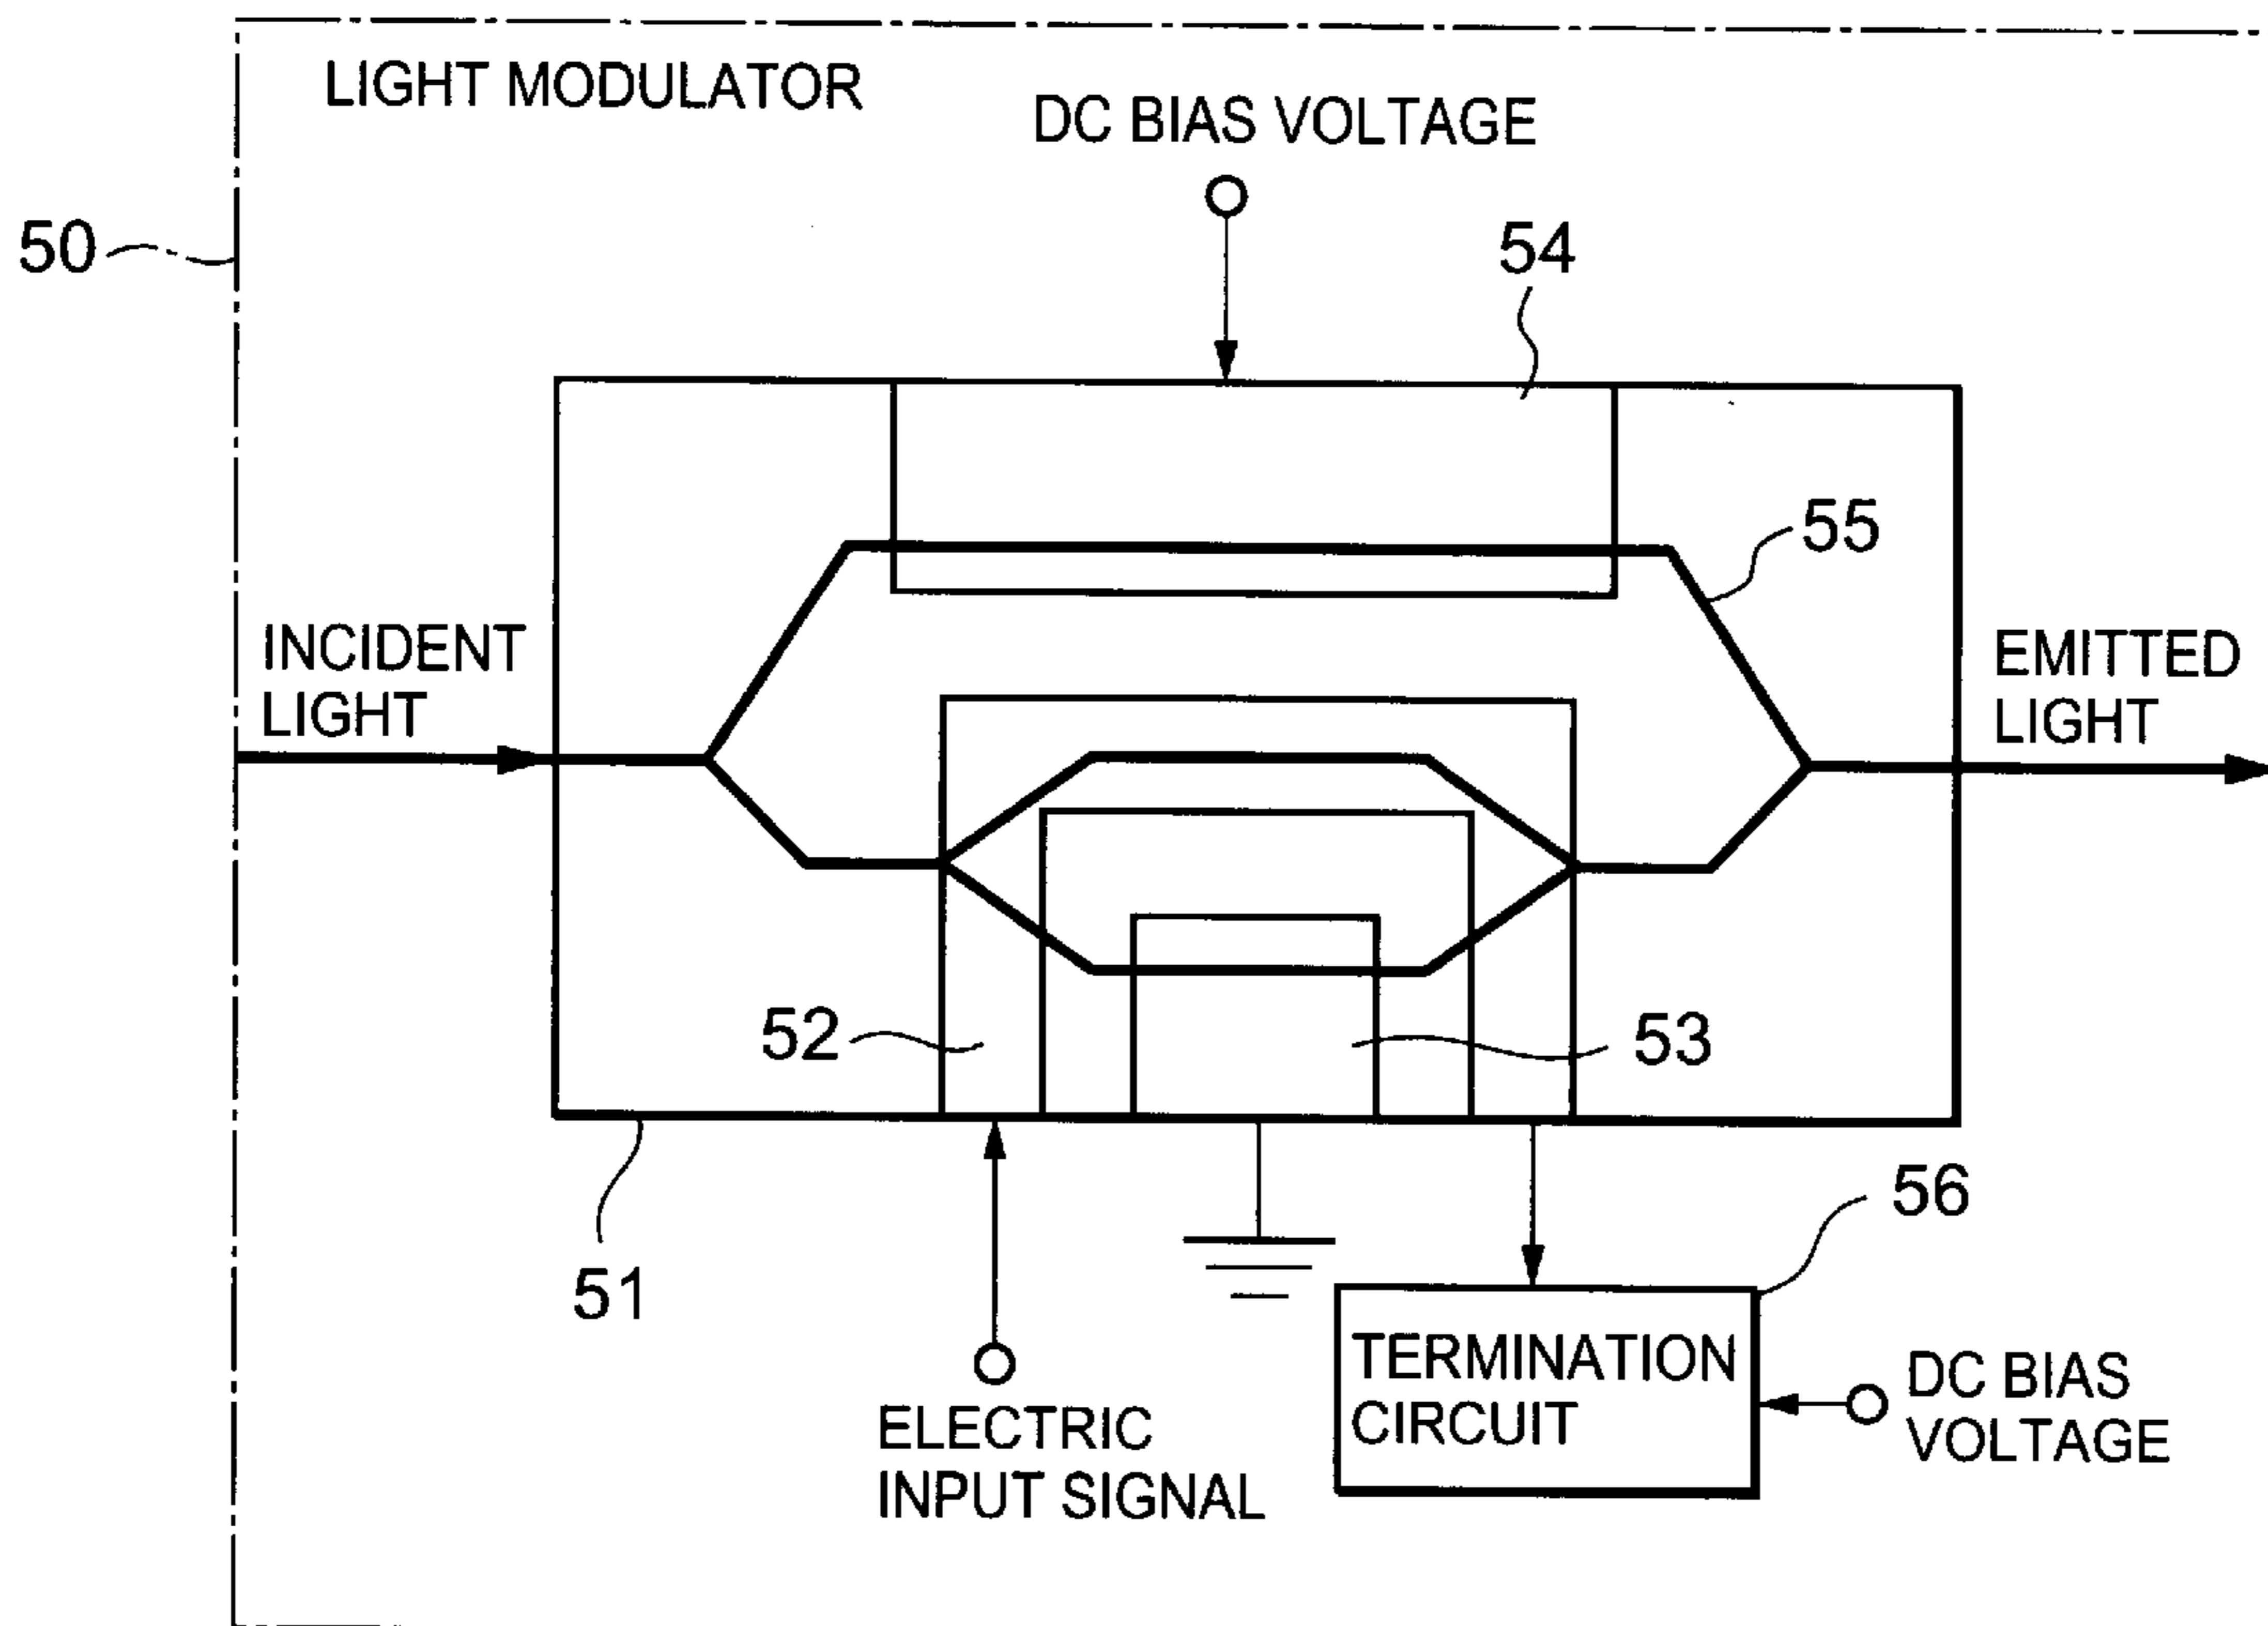 LIGHT MODULATOR
DC BIAS VOLTAGE
50
54
55
INCIDENT
LIGHT
EMITTED
LIGHT
52
53
56
51
TERMINATION
CIRCUIT
DC BIAS
VOLTAGE
ELECTRIC
INPUT SIGNAL